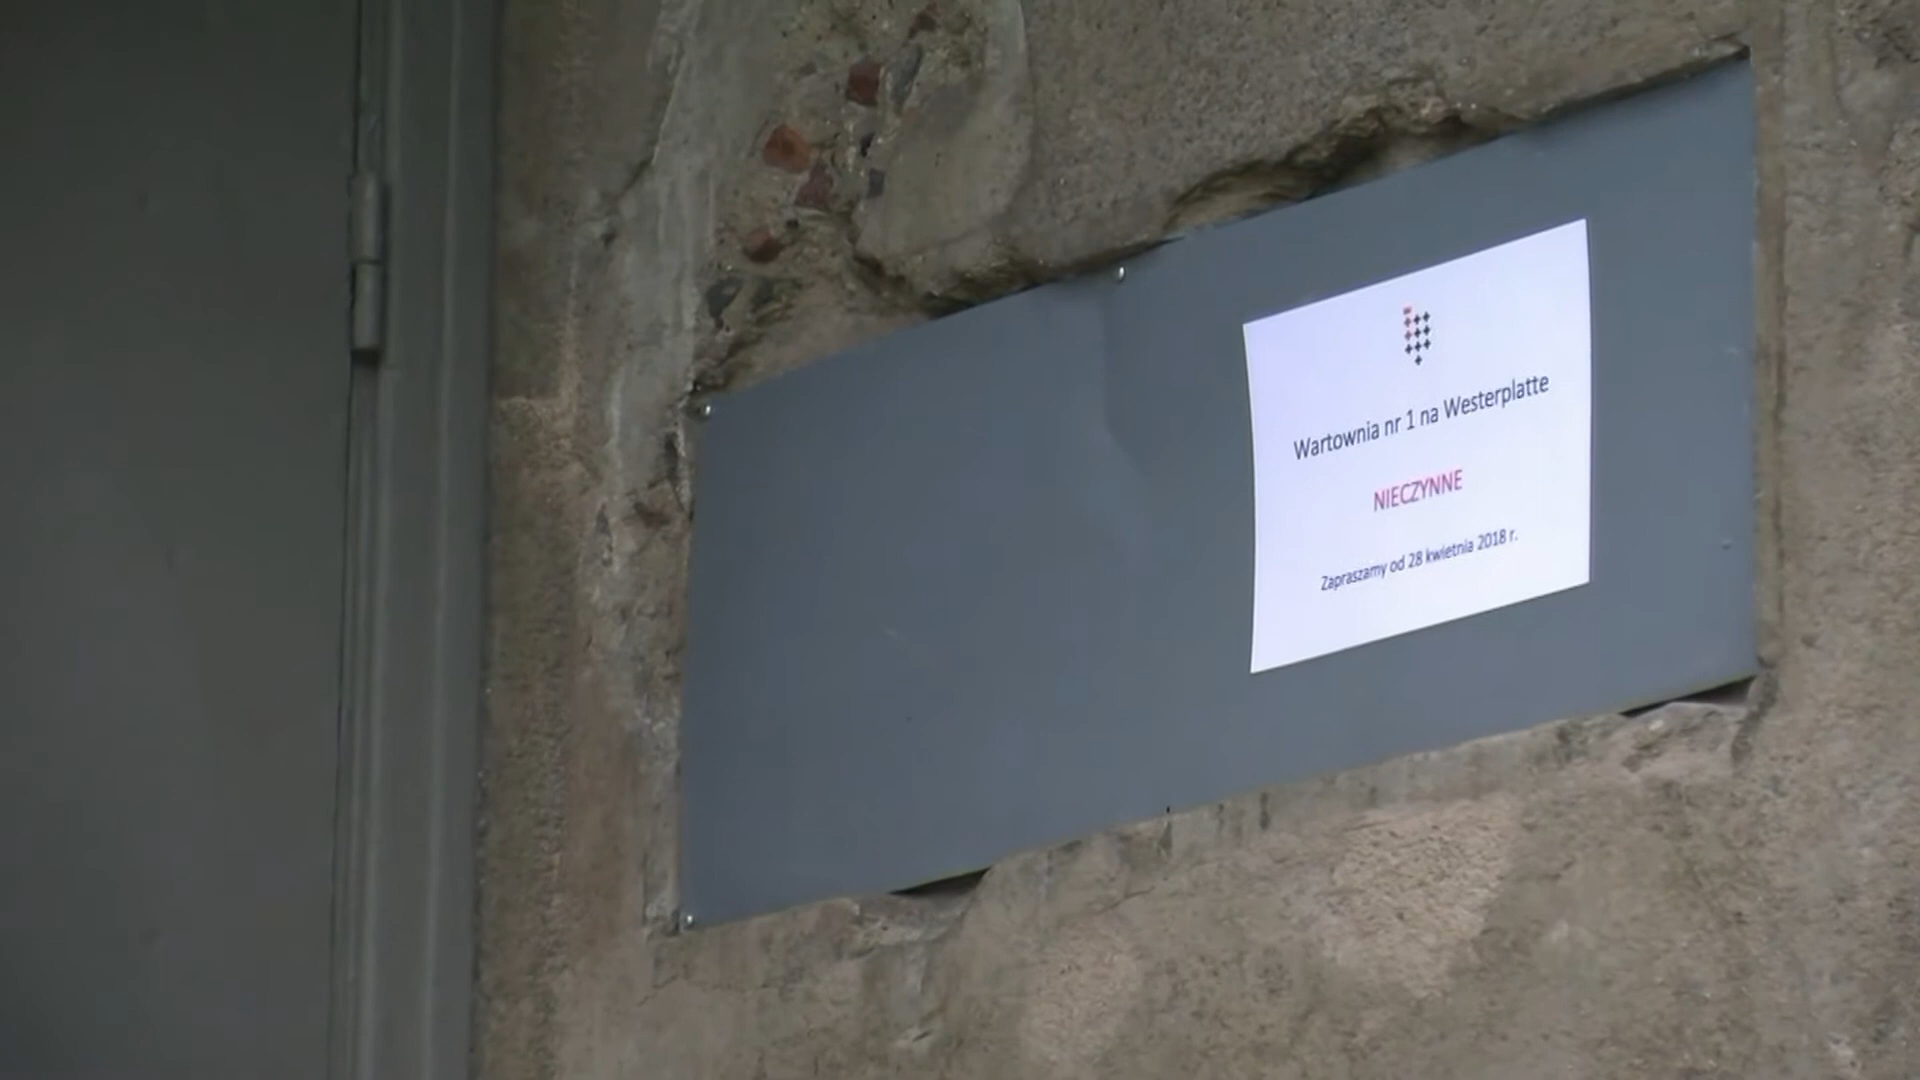 Wartownia nr 1 na Westerplatte
NIECZYNNE
Zapraszamy od 28 kwietnia 2018 r.